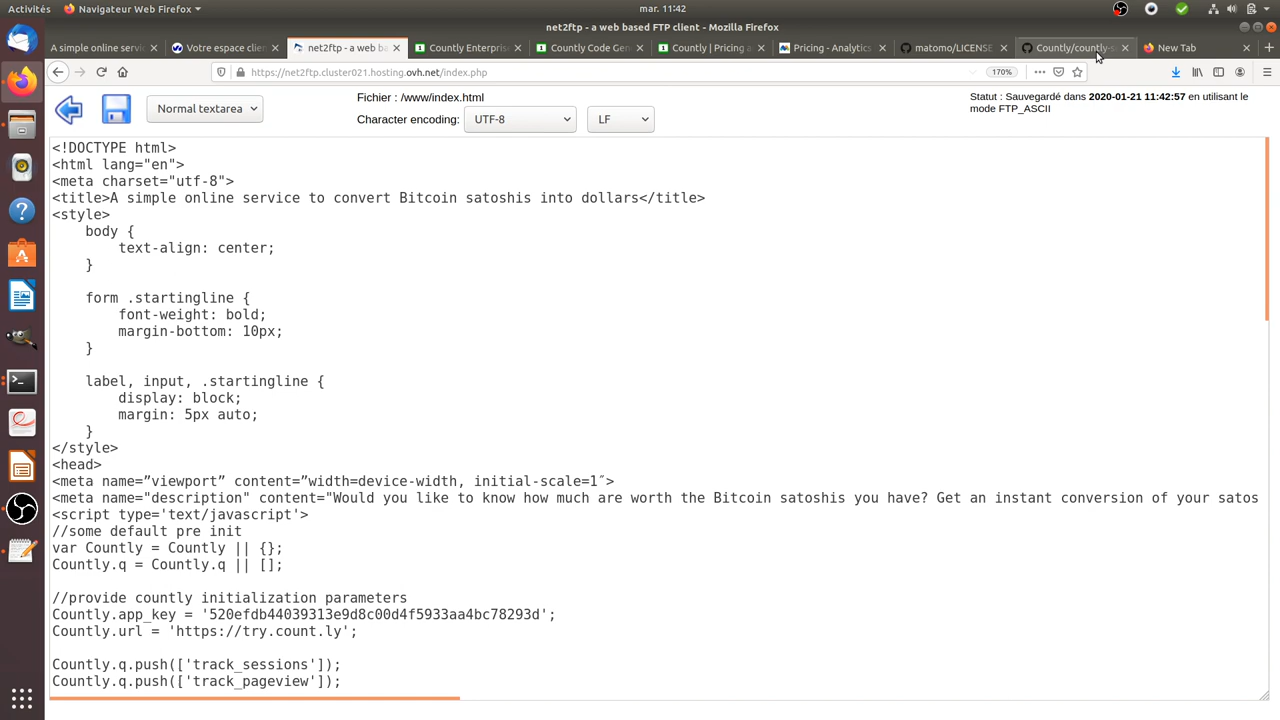 Activités
Navigateur Web Firefox
mar. 11:42
net2ftp - a web based FTP client - Mozilla Firefox
A simple online servi
Votre espace clien
net2ftp - a web ba
Countly Enterpris
Countly Code Gen
Countly | Pricing a
Pricing - Analytics
matomo/LICENSE
Countly/countly-s
New Tab
https://net2ftp.cluster021.hosting.ovh.net/index.php
170%
Normal textarea
Fichier : /www/index.html
Character encoding:
UTF-8
LF
Statut : Sauvegardé dans 2020-01-21 11:42:57 en utilisant le
mode FTP_ASCII
<!DOCTYPE html>
<html lang="en">
<meta charset="utf-8">
<title>A simple online service to convert Bitcoin satoshis into dollars</title>
<style>
    body {
        text-align: center;
    }

    form .startingline {
        font-weight: bold;
        margin-bottom: 10px;
    }

    label, input, .startingline {
        display: block;
        margin: 5px auto;
    }
</style>
<head>
<meta name=”viewport” content=”width=device-width, initial-scale=1″>
<meta name="description" content="Would you like to know how much are worth the Bitcoin satoshis you have? Get an instant conversion of your satos
<script type='text/javascript'>
//some default pre init
var Countly = Countly || {};
Countly.q = Countly.q || [];

//provide countly initialization parameters
Countly.app_key = '520efdb44039313e9d8c00d4f5933aa4bc78293d';
Countly.url = 'https://try.count.ly';

Countly.q.push(['track_sessions']);
Countly.q.push(['track_pageview']);